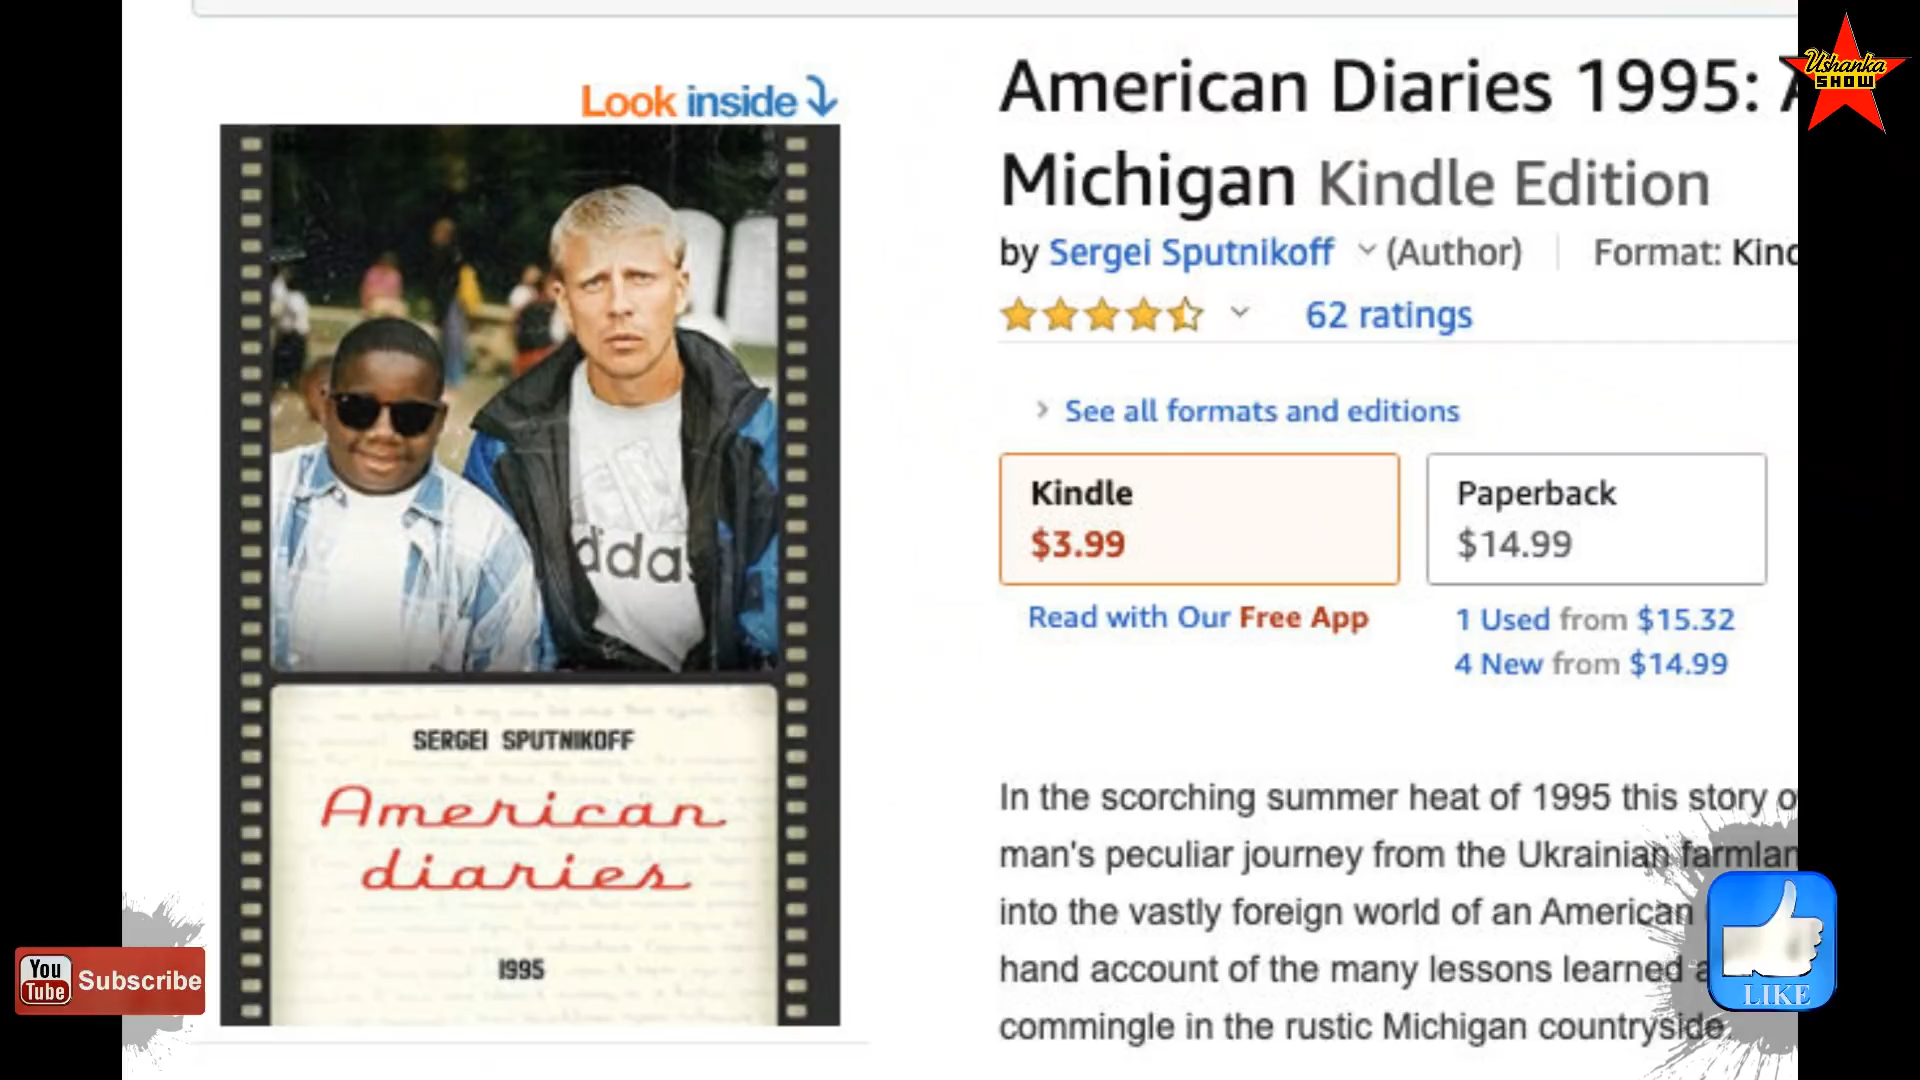 Look inside
American Diaries 1995:
Michigan Kindle Edition
by Sergei Sputnikoff (Author) Format:
62 ratings
See all formats and editions
Kindle
$3.99
Paperback
$14.99
Read with Our Free App
1 Used from $15.32
4 New from $14.99
In the scorching summer heat of 1995 this story
man's peculiar journey from the Ukrainian
into the vastly foreign world of an American
hand account of the many lessons learned
commingle in the rustic Michigan countryside
SERGEI SPUTNIKOFF
American
diaries
1995
Ushanka
SHOW
You
Tube
Subscribe
LIKE